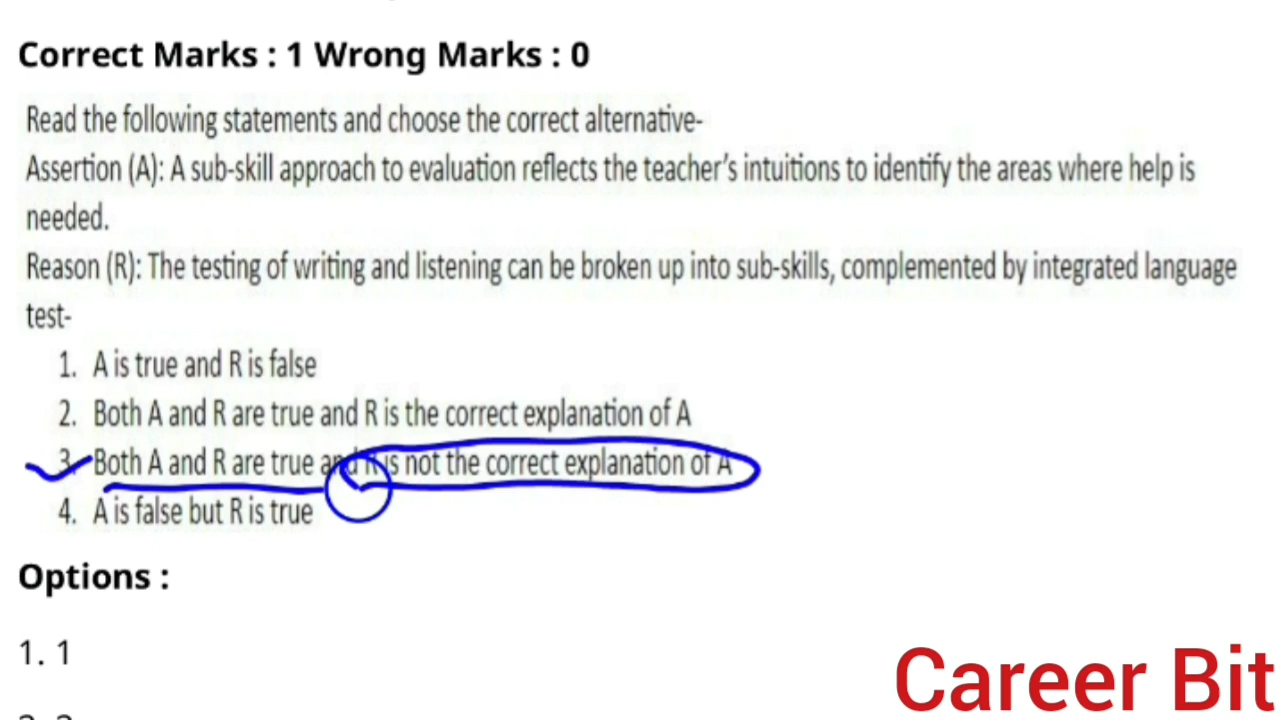 Correct Marks : 1 Wrong Marks : 0
Read the following statements and choose the correct alternative-
Assertion (A): A sub-skill approach to evaluation reflects the teacher's intuitions to identify the areas where help is
needed.
Reason (R): The testing of writing and listening can be broken up into sub-skills, complemented by integrated language
test-
1. A is true and R is false
2. Both A and R are true and R is the correct explanation of A
3. Both A and R are true and R is not the correct explanation of A
4. A is false but R is true
Options :
1. 1
Career Bit